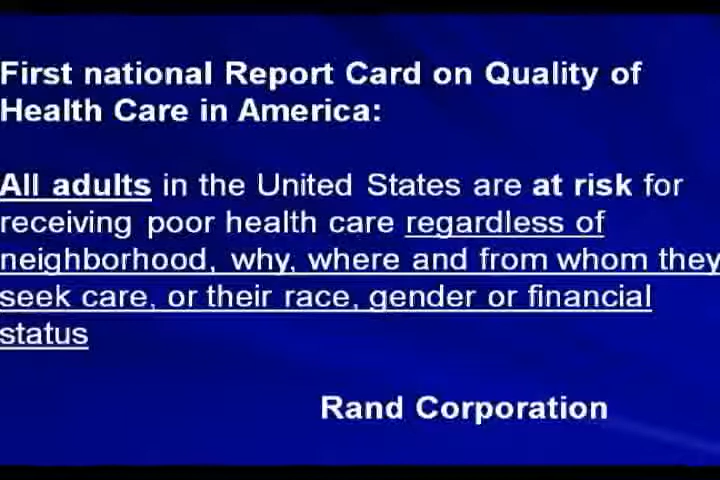 First national Report Card on Quality of
Health Care in America:
All adults in the United States are at risk for
receiving poor health care regardless of
neighborhood, why, where and from whom they
seek care, or their race, gender or financial
status
Rand Corporation